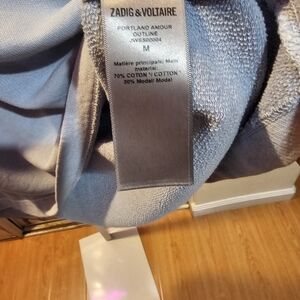 ZADIG & VOLTAIRE
PORTLAND AMOUR
OUTLINE
M
Matière principale: Main
material:
70% COTON \ COTTON
30% Modal\ Modal